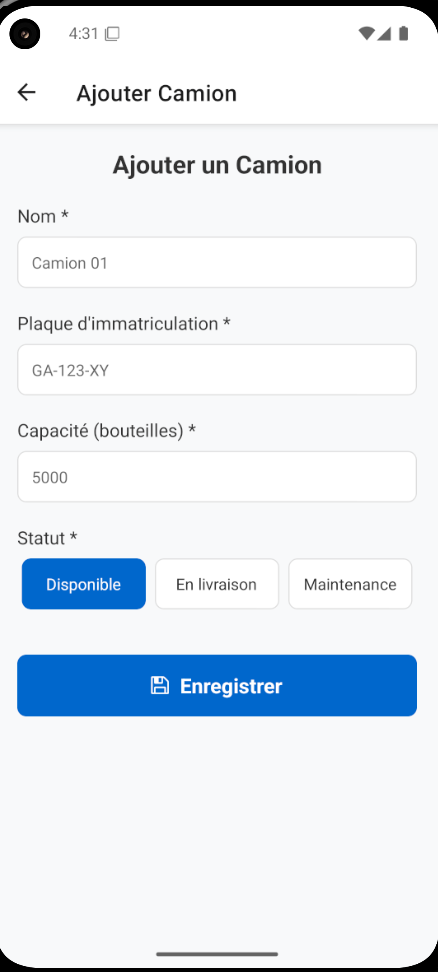 4:31
Ajouter Camion
Ajouter un Camion
Nom *
Camion 01
Plaque d'immatriculation *
GA-123-XY
Capacité (bouteilles) *
5000
Statut *
Disponible En livraison Maintenance
Enregistrer